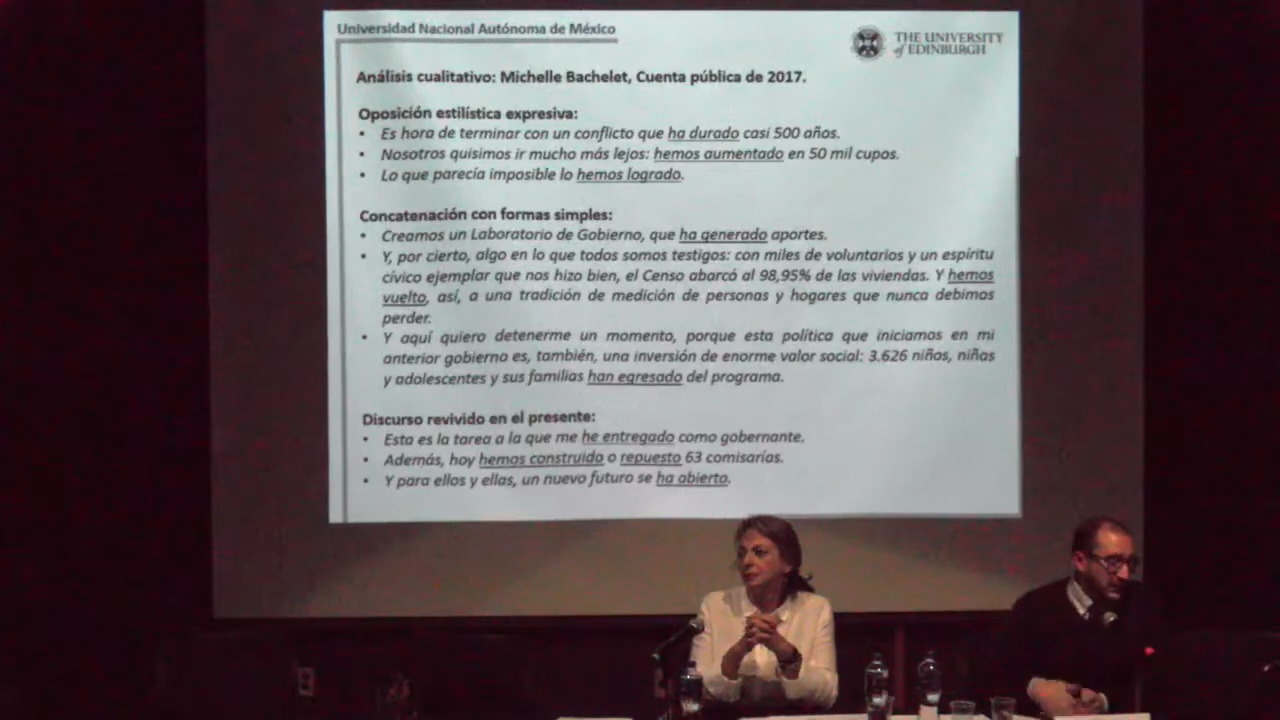 Universidad Nacional Autónoma de México
THE UNIVERSITY
of EDINBURGH
Análisis cualitativo: Michelle Bachelet, Cuenta pública de 2017.
Oposición estilística expresiva:
• Es hora de terminar con un conflicto que ha durado casi 500 años.
• Nosotros quisimos ir mucho más lejos: hemos aumentado en 50 mil cupos.
• Lo que parecía imposible lo hemos logrado.
Concatenación con formas simples:
• Creamos un Laboratorio de Gobierno, que ha generado aportes.
• Y, por cierto, algo en lo que todos somos testigos: con miles de voluntarios y un espíritu
cívico ejemplar que nos hizo bien, el Censo abarcó al 98,95% de las viviendas. Y hemos
vuelto, así, a una tradición de medición de personas y hogares que nunca debimos
perder.
• Y aquí quiero detenerme un momento, porque esta política que iniciamos en mi
anterior gobierno es, también, una inversión de enorme valor social: 3.626 niños, niñas
y adolescentes y sus familias han egresado del programa.
Discurso revivido en el presente:
• Esta es la tarea a la que me he entregado como gobernante.
• Además, hoy hemos construido o repuesto 63 comisarías.
• Y para ellos y ellas, un nuevo futuro se ha abierto.